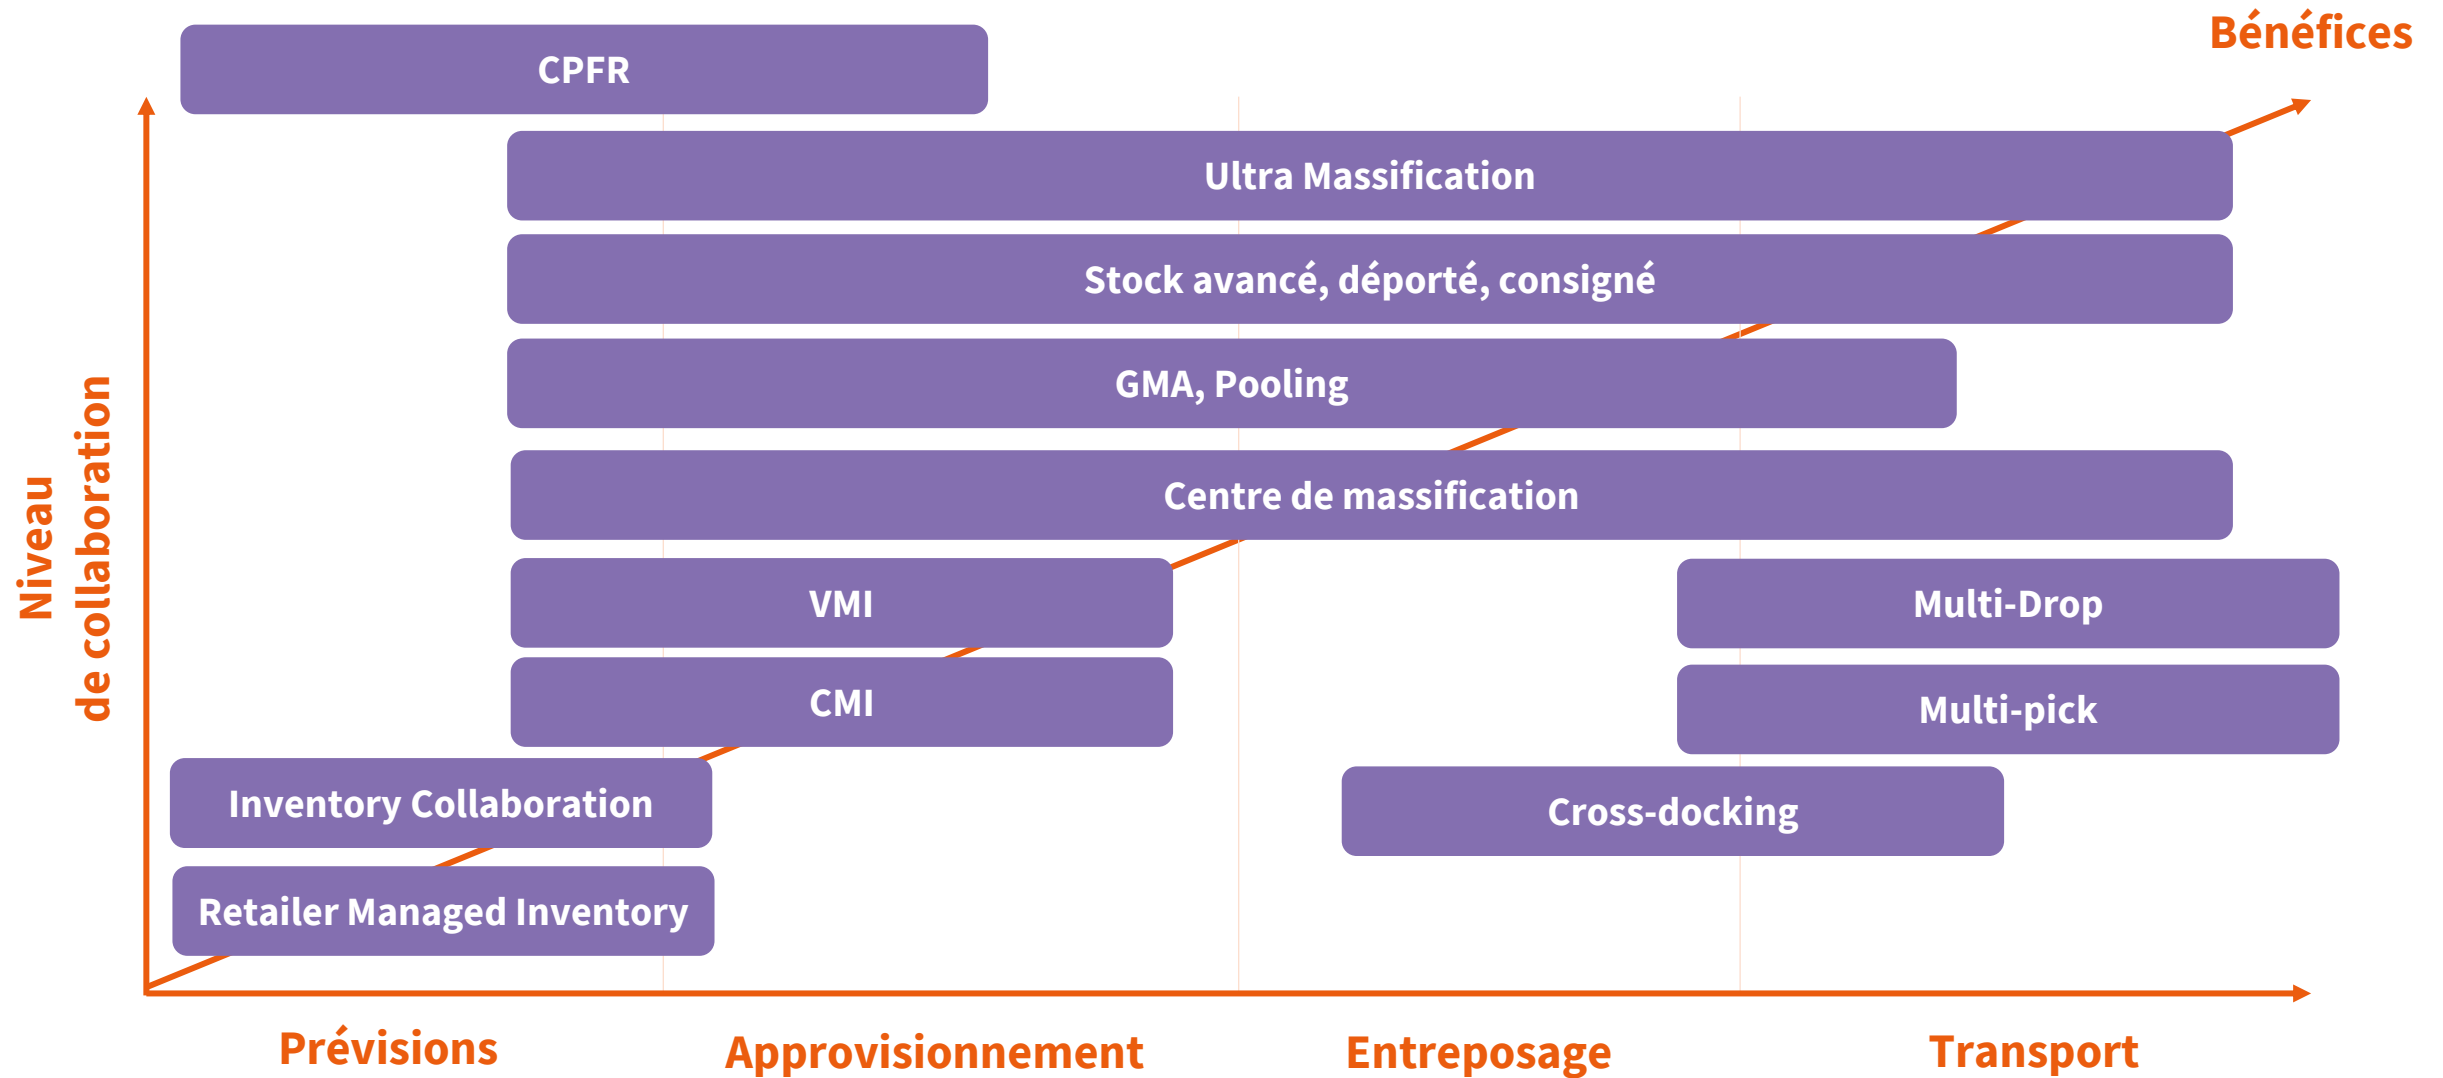 Bénéfices
CPFR
Ultra Massification
Stock avancé, déporté, consigné
GMA, Pooling
Niveau
de collaboration
Centre de massification
VMI
Multi-Drop
CMI
Multi-pick
Inventory Collaboration
Cross-docking
Retailer Managed Inventory
Prévisions
Approvisionnement
Entreposage
Transport